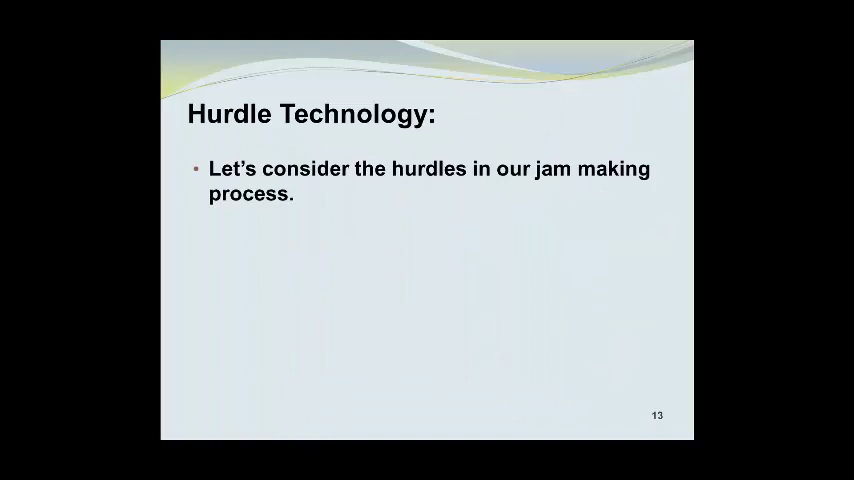 Hurdle Technology:
• Let's consider the hurdles in our jam making
process.
13